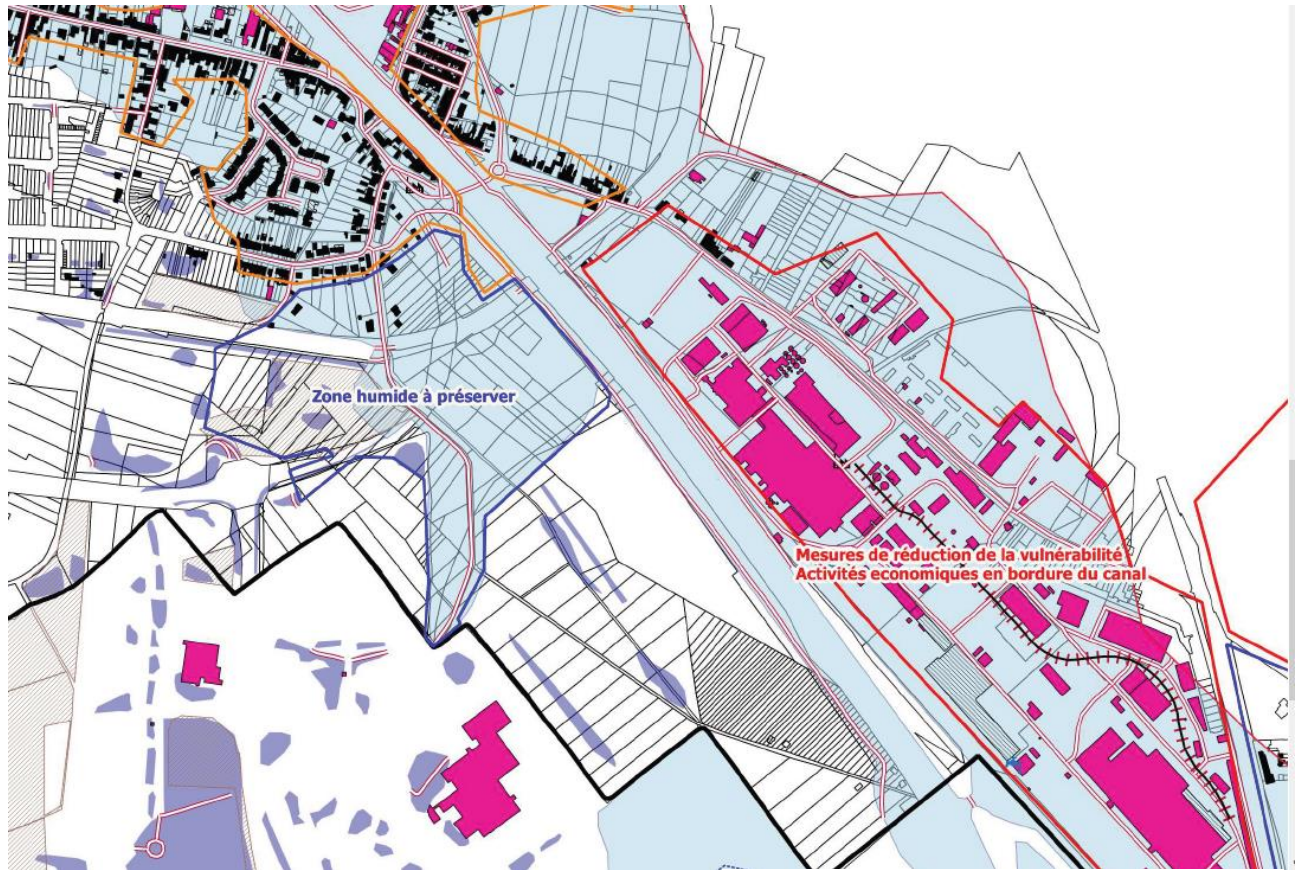 Zone humide à préserver
Mesures de réduction de la vulnérabilité
Activités economiques en bordure du canal